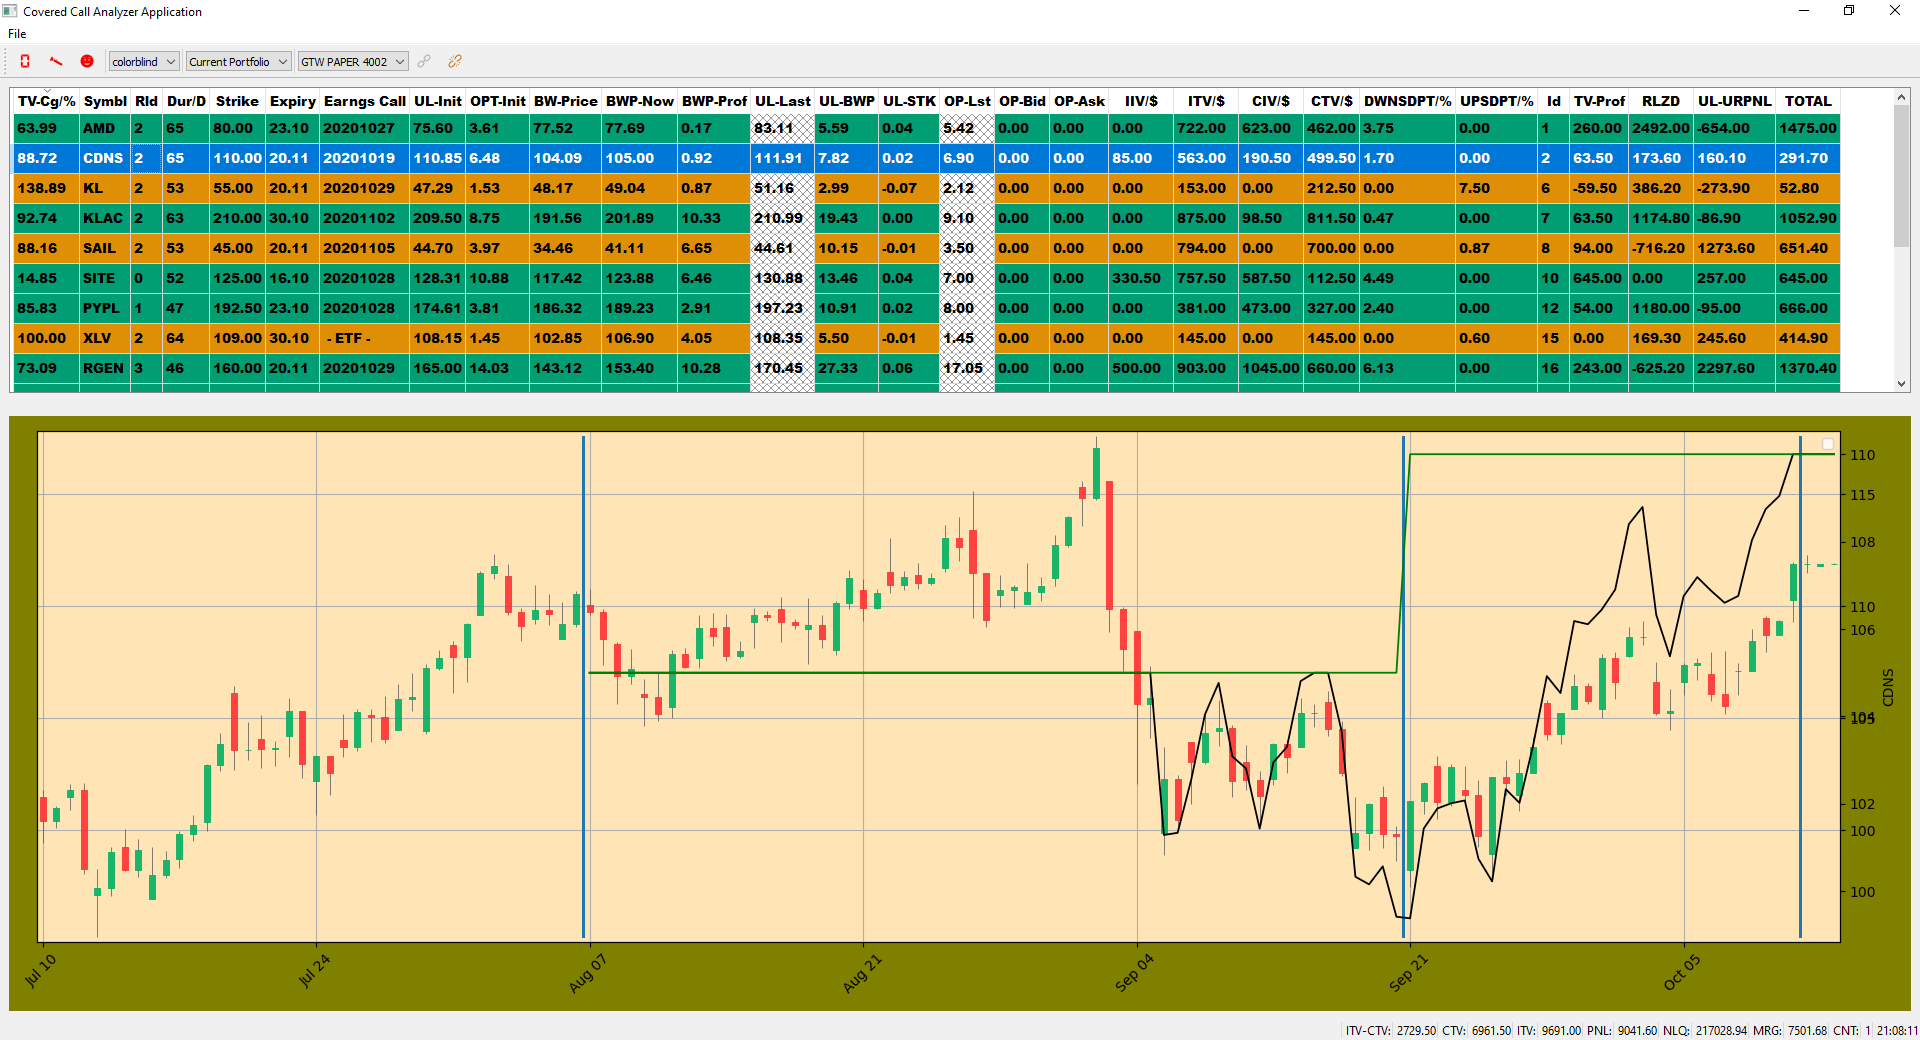 Covered Call Analyzer Application
File
colorblind Current Portfolio GTW PAPER 4002
TV-Cg/% Symbl Rld Dur/D Strike Expiry Earngs Call UL-Init OPT-Init BW-Price BWP-Now BWP-Prof UL-Last UL-BWP UL-STK OP-Lst OP-Bid OP-Ask IIV/$ ITV/$ CIV/$ CTV/$ DWNSDPT/% UPSDPT/% Id TV-Prof RLZD UL-URPNL TOTAL
63.99 AMD 2 65 80.00 23.10 20201027 75.60 3.61 77.52 77.69 0.17 83.11 5.59 0.04 5.42 0.00 0.00 0.00 722.00 623.00 462.00 3.75 0.00 1 260.00 2492.00 -654.00 1475.00
88.72 CDNS 2 65 110.00 20.11 20201019 110.85 6.48 104.09 105.00 0.92 111.91 7.82 0.02 6.90 0.00 0.00 85.00 563.00 190.50 499.50 1.70 0.00 2 63.50 173.60 160.10 291.70
138.89 KL 2 53 55.00 20.11 20201029 47.29 1.53 48.17 49.04 0.87 51.16 2.99 -0.07 2.12 0.00 0.00 0.00 153.00 0.00 212.50 0.00 7.50 6 -59.50 386.20 -273.90 52.80
92.74 KLAC 2 63 210.00 30.10 20201102 209.50 8.75 191.56 201.89 10.33 210.99 19.43 0.00 9.10 0.00 0.00 0.00 875.00 98.50 811.50 0.47 0.00 7 63.50 1174.80 -86.90 1052.90
88.16 SAIL 2 53 45.00 20.11 20201105 44.70 3.97 34.46 41.11 6.65 44.61 10.15 -0.01 3.50 0.00 0.00 0.00 794.00 0.00 700.00 0.00 0.87 8 94.00 -716.20 1273.60 651.40
14.85 SITE 0 52 125.00 16.10 20201028 128.31 10.88 117.42 123.88 6.46 130.88 13.46 0.04 7.00 0.00 0.00 330.50 757.50 587.50 112.50 4.49 0.00 10 645.00 0.00 257.00 645.00
85.83 PYPL 1 47 192.50 23.10 20201028 174.61 3.81 186.32 189.23 2.91 197.23 10.91 0.02 8.00 0.00 0.00 0.00 381.00 473.00 327.00 2.40 0.00 12 54.00 1180.00 -95.00 666.00
100.00 XLV 2 64 109.00 30.10 - ETF - 108.15 1.45 102.85 106.90 4.05 108.35 5.50 -0.01 1.45 0.00 0.00 0.00 145.00 0.00 145.00 0.00 0.60 15 0.00 169.30 245.60 414.90
73.09 RGEN 3 46 160.00 20.11 20201029 165.00 14.03 143.12 153.40 10.28 170.45 27.33 0.06 17.05 0.00 0.00 500.00 903.00 1045.00 660.00 6.13 0.00 16 243.00 -625.20 2297.60 1370.40
110
115
108
110
106
CDNS
104
105
102
100
100
Jul 10 Jul 24 Aug 07 Aug 21 Sep 04 Sep 21 Oct 05
ITV-CTV: 2729.50 CTV: 6961.50 ITV: 9691.00 PNL: 9041.60 NLQ: 217028.94 MRG: 7501.68 CNT: 1 21:08:11